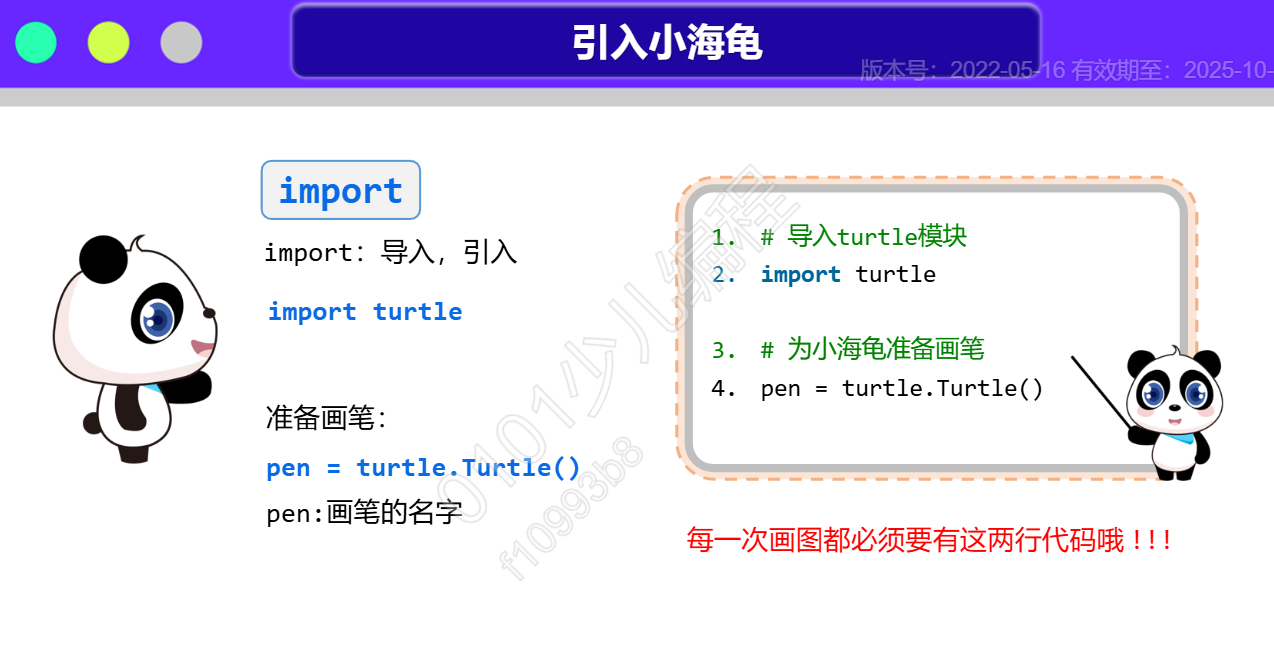 引入小海龟
版本号：2022-05-16 有效期至：2025-10-
import
import：导入，引入
import turtle
准备画笔：
pen = turtle.Turtle()
pen:画笔的名字
1. # 导入turtle模块
2. import turtle
3. # 为小海龟准备画笔
4. pen = turtle.Turtle()
每一次画图都必须要有这两行代码哦！！！
0101少儿编程
f10993b8